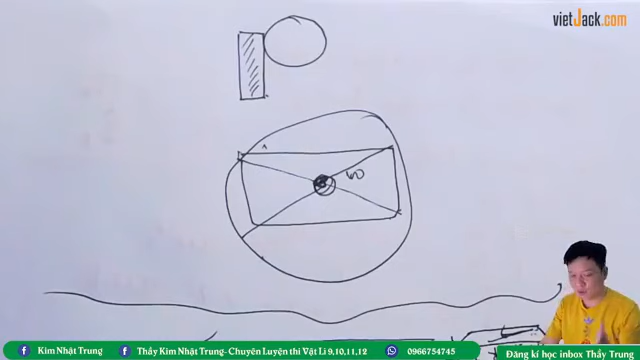 vietJack.com
Kim Nhật Trung
Thầy Kim Nhật Trung- Chuyên Luyện thi Vật Lí 9,10,11,12
0966754745
Đăng kí học inbox Thầy Trung